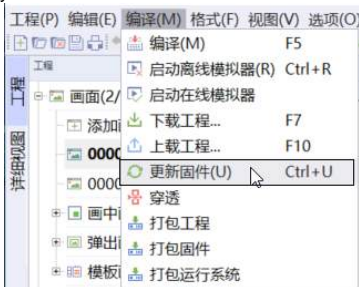 工程(P) 编辑(E) 编译(M) 格式(F) 视图(V) 选项(O
编译(M) F5
工程
启动离线模拟器(R) Ctrl+R
工程
画面(2/
启动在线模拟器
添加
下载工程... F7
0000
上载工程... F10
详细视图
0000
更新固件(U) Ctrl+U
穿透
画中
打包工程
弹出
打包固件
模板
打包运行系统